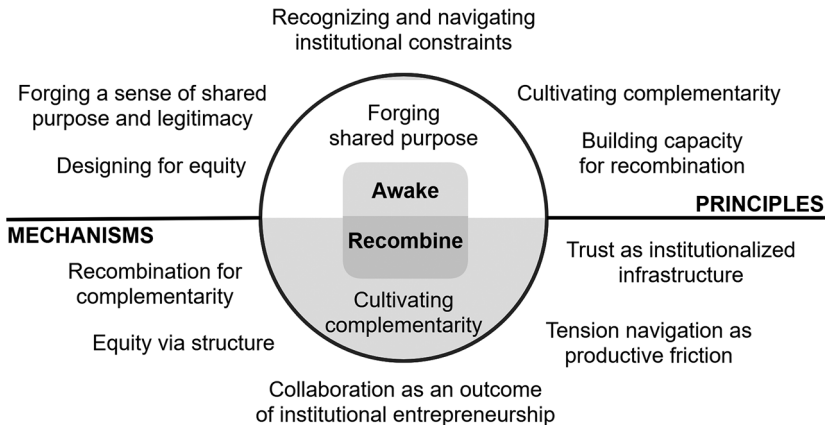 Recognizing and navigating
institutional constraints
Forging a sense of shared
purpose and legitimacy
Designing for equity
Forging
shared purpose
Cultivating complementarity
Building capacity
for recombination
Awake
PRINCIPLES
MECHANISMS
Recombine
Recombination for
complementarity
Equity via structure
Cultivating
complementarity
Trust as institutionalized
infrastructure
Tension navigation as
productive friction
Collaboration as an outcome
of institutional entrepreneurship